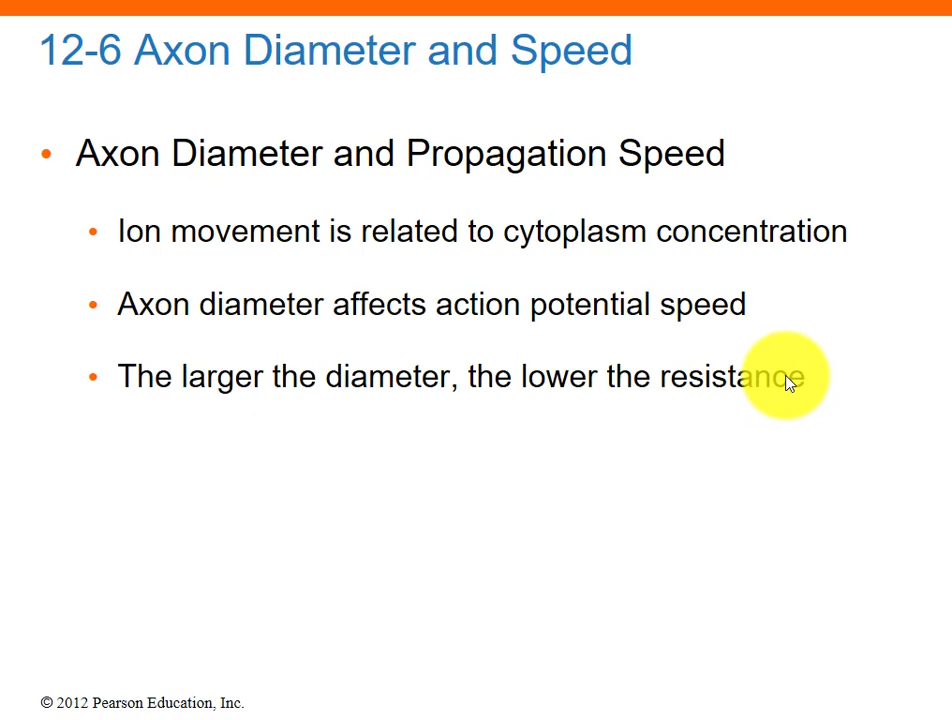 12-6 Axon Diameter and Speed
• Axon Diameter and Propagation Speed
• Ion movement is related to cytoplasm concentration
• Axon diameter affects action potential speed
• The larger the diameter, the lower the resistance
© 2012 Pearson Education, Inc.